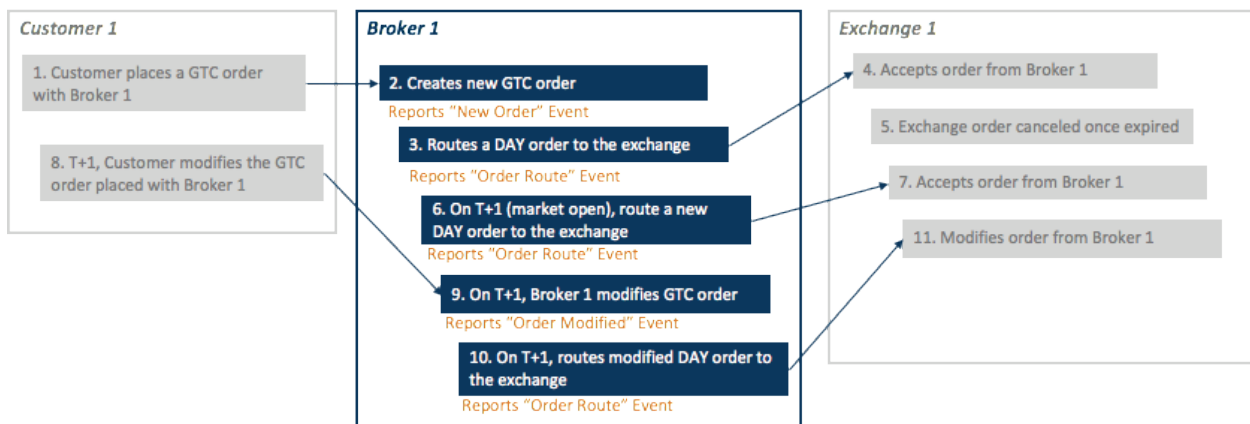 Customer 1
1. Customer places a GTC order
with Broker 1
8. T+1, Customer modifies the GTC
order placed with Broker 1
Broker 1
2. Creates new GTC order
Reports "New Order" Event
3. Routes a DAY order to the exchange
Reports "Order Route" Event
6. On T+1 (market open), route a new
DAY order to the exchange
Reports "Order Route" Event
9. On T+1, Broker 1 modifies GTC order
Reports "Order Modified" Event
10. On T+1, routes modified DAY order to
the exchange
Reports "Order Route" Event
Exchange 1
4. Accepts order from Broker 1
5. Exchange order canceled once expired
7. Accepts order from Broker 1
11. Modifies order from Broker 1